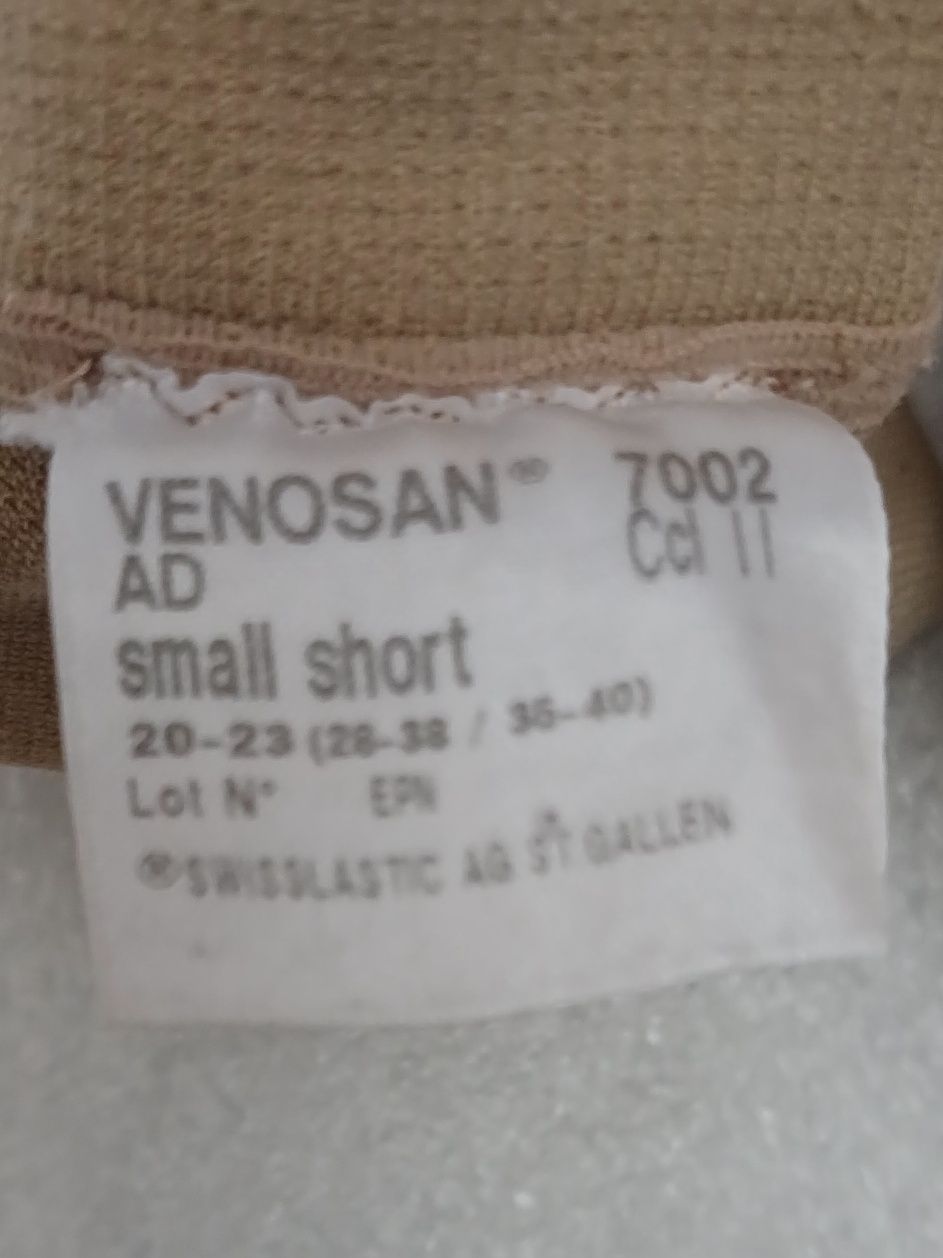 VENOSAN® 7002
AD Ccl II
small short
20-23 (28-38 / 36-40)
Lot N° EPN
®SWISSLASTIC AG ST. GALLEN